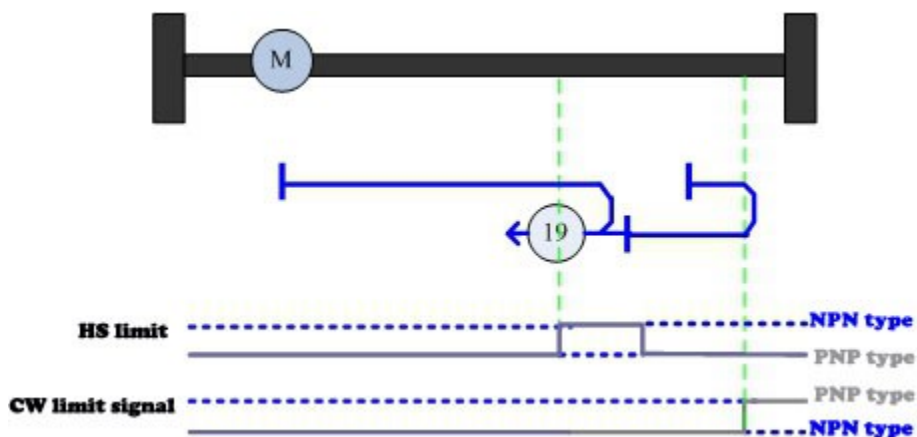 M
19
HS limit
NPN type
PNP type
CW limit signal
PNP type
NPN type